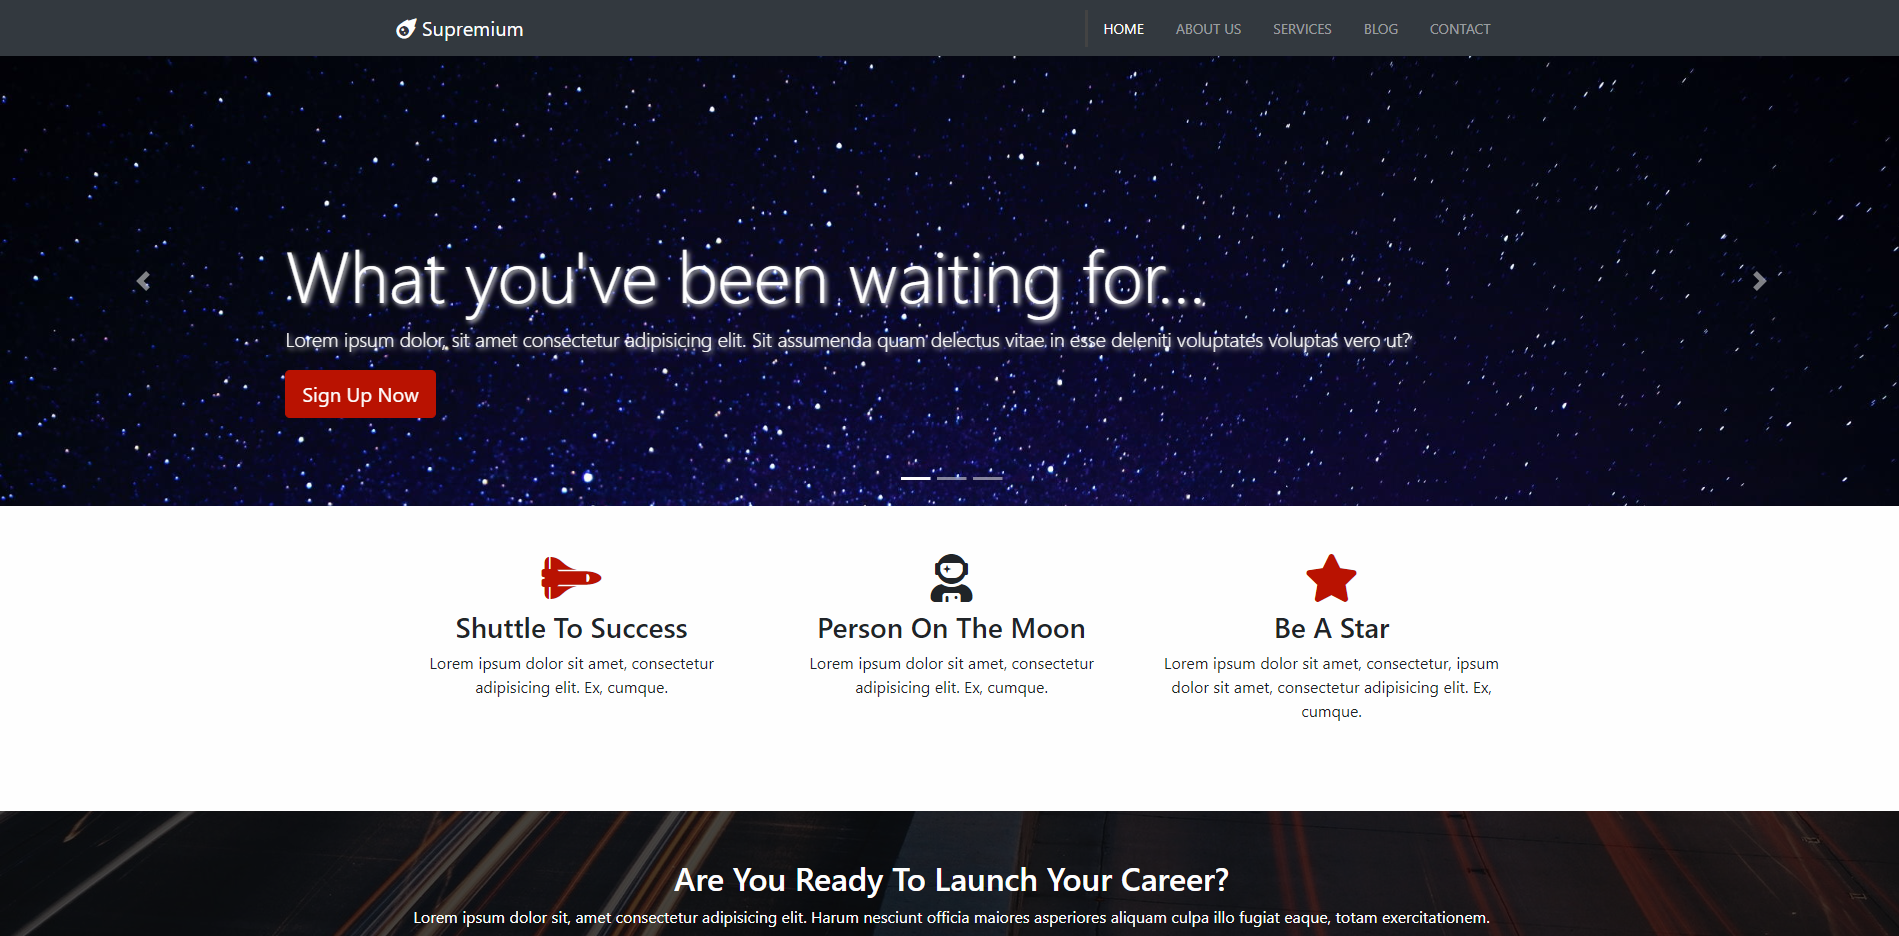 Supremium
HOME ABOUT US SERVICES BLOG CONTACT
What you've been waiting for...
Lorem ipsum dolor, sit amet consectetur adipisicing elit. Sit assumenda quam delectus vitae in esse deleniti voluptates voluptas vero ut?
Sign Up Now
Shuttle To Success
Lorem ipsum dolor sit amet, consectetur
adipisicing elit. Ex, cumque.
Person On The Moon
Lorem ipsum dolor sit amet, consectetur
adipisicing elit. Ex, cumque.
Be A Star
Lorem ipsum dolor sit amet, consectetur, ipsum
dolor sit amet, consectetur adipisicing elit. Ex,
cumque.
Are You Ready To Launch Your Career?
Lorem ipsum dolor sit, amet consectetur adipisicing elit. Harum nesciunt officia maiores asperiores aliquam culpa illo fugiat eaque, totam exercitationem.